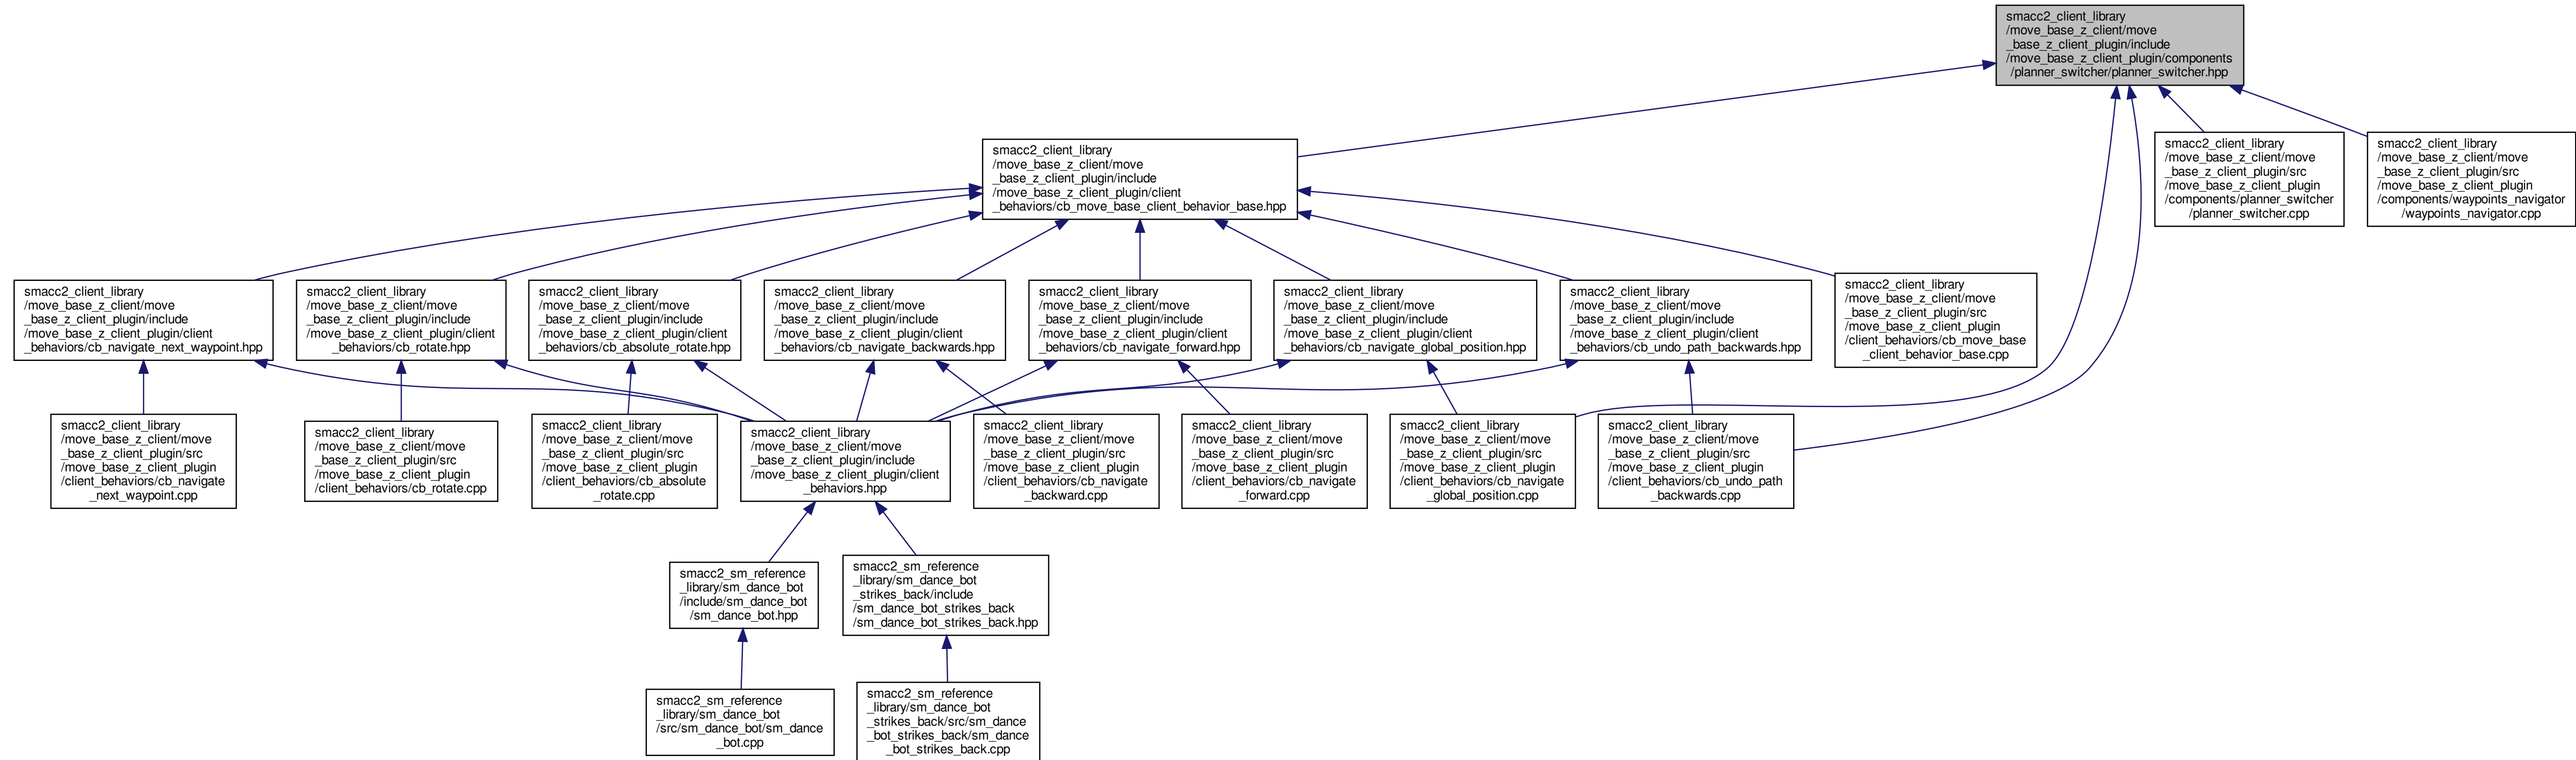 smacc2_client_library
/move_base_z_client/move
_base_z_client_plugin/include
/move_base_z_client_plugin/components
/planner_switcher/planner_switcher.hpp
smacc2_client_library
/move_base_z_client/move
_base_z_client_plugin/include
/move_base_z_client_plugin/client
_behaviors/cb_move_base_client_behavior_base.hpp
smacc2_client_library
/move_base_z_client/move
_base_z_client_plugin/src
/move_base_z_client_plugin
/components/planner_switcher
/planner_switcher.cpp
smacc2_client_library
/move_base_z_client/move
_base_z_client_plugin/src
/move_base_z_client_plugin
/components/waypoints_navigator
/waypoints_navigator.cpp
smacc2_client_library
/move_base_z_client/move
_base_z_client_plugin/include
/move_base_z_client_plugin/client
_behaviors/cb_navigate_next_waypoint.hpp
smacc2_client_library
/move_base_z_client/move
_base_z_client_plugin/include
/move_base_z_client_plugin/client
_behaviors/cb_rotate.hpp
smacc2_client_library
/move_base_z_client/move
_base_z_client_plugin/include
/move_base_z_client_plugin/client
_behaviors/cb_absolute_rotate.hpp
smacc2_client_library
/move_base_z_client/move
_base_z_client_plugin/include
/move_base_z_client_plugin/client
_behaviors/cb_navigate_backwards.hpp
smacc2_client_library
/move_base_z_client/move
_base_z_client_plugin/include
/move_base_z_client_plugin/client
_behaviors/cb_navigate_forward.hpp
smacc2_client_library
/move_base_z_client/move
_base_z_client_plugin/include
/move_base_z_client_plugin/client
_behaviors/cb_navigate_global_position.hpp
smacc2_client_library
/move_base_z_client/move
_base_z_client_plugin/include
/move_base_z_client_plugin/client
_behaviors/cb_undo_path_backwards.hpp
smacc2_client_library
/move_base_z_client/move
_base_z_client_plugin/src
/move_base_z_client_plugin
/client_behaviors/cb_move_base
_client_behavior_base.cpp
smacc2_client_library
/move_base_z_client/move
_base_z_client_plugin/src
/move_base_z_client_plugin
/client_behaviors/cb_navigate
_next_waypoint.cpp
smacc2_client_library
/move_base_z_client/move
_base_z_client_plugin/src
/move_base_z_client_plugin
/client_behaviors/cb_rotate.cpp
smacc2_client_library
/move_base_z_client/move
_base_z_client_plugin/src
/move_base_z_client_plugin
/client_behaviors/cb_absolute
_rotate.cpp
smacc2_client_library
/move_base_z_client/move
_base_z_client_plugin/include
/move_base_z_client_plugin/client
_behaviors.hpp
smacc2_client_library
/move_base_z_client/move
_base_z_client_plugin/src
/move_base_z_client_plugin
/client_behaviors/cb_navigate
_backward.cpp
smacc2_client_library
/move_base_z_client/move
_base_z_client_plugin/src
/move_base_z_client_plugin
/client_behaviors/cb_navigate
_forward.cpp
smacc2_client_library
/move_base_z_client/move
_base_z_client_plugin/src
/move_base_z_client_plugin
/client_behaviors/cb_navigate
_global_position.cpp
smacc2_client_library
/move_base_z_client/move
_base_z_client_plugin/src
/move_base_z_client_plugin
/client_behaviors/cb_undo_path
_backwards.cpp
smacc2_sm_reference
_library/sm_dance_bot
/include/sm_dance_bot
/sm_dance_bot.hpp
smacc2_sm_reference
_library/sm_dance_bot
_strikes_back/include
/sm_dance_bot_strikes_back
/sm_dance_bot_strikes_back.hpp
smacc2_sm_reference
_library/sm_dance_bot
/src/sm_dance_bot/sm_dance
_bot.cpp
smacc2_sm_reference
_library/sm_dance_bot
_strikes_back/src/sm_dance
_bot_strikes_back/sm_dance
_bot_strikes_back.cpp